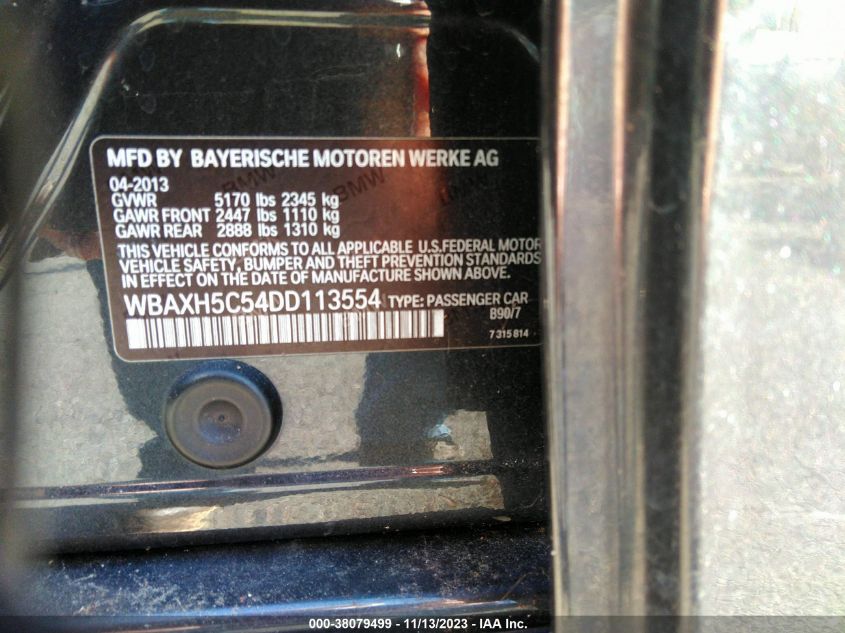 MFD BY BAYERISCHE MOTOREN WERKE AG
04-2013
GVWR 5170 lbs 2345 kg
GAWR FRONT 2447 lbs 1110 kg
GAWR REAR 2888 lbs 1310 kg
THIS VEHICLE CONFORMS TO ALL APPLICABLE U.S.FEDERAL MOTOR
VEHICLE SAFETY, BUMPER AND THEFT PREVENTION STANDARDS
IN EFFECT ON THE DATE OF MANUFACTURE SHOWN ABOVE.
WBAXH5C54DD113554 TYPE: PASSENGER CAR
B90/7
7315814
000-38079499 - 11/13/2023 - IAA Inc.